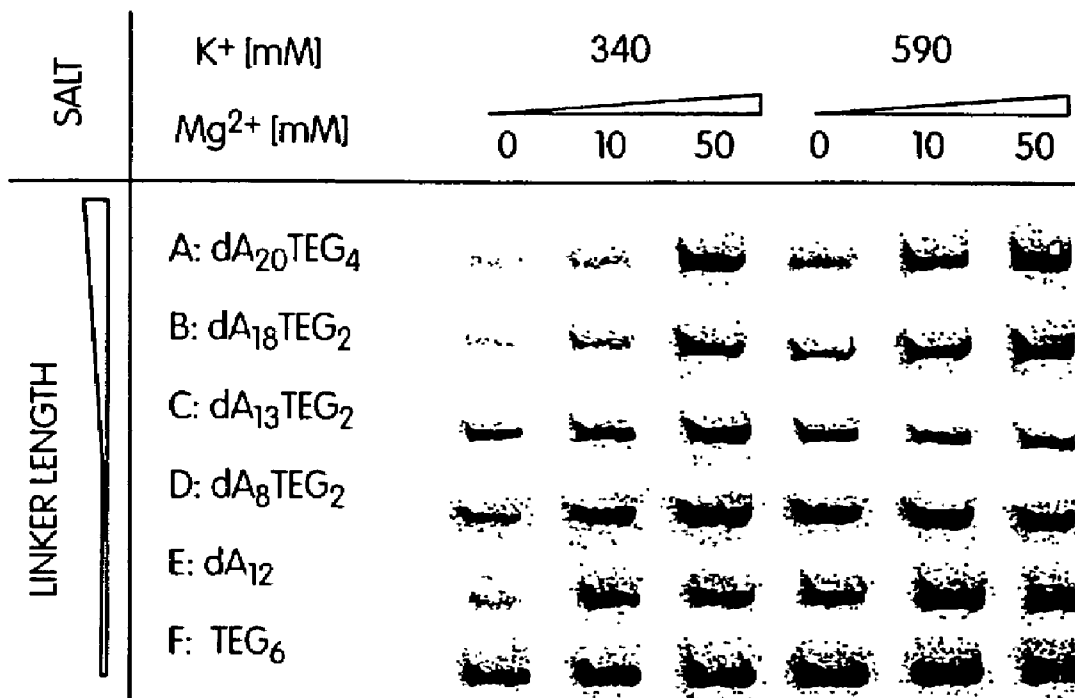 SALT
K+ [mM] 340 590
Mg2+ [mM] 0 10 50 0 10 50
LINKER LENGTH
A: dA20TEG4
B: dA18TEG2
C: dA13TEG2
D: dA8TEG2
E: dA12
F: TEG6